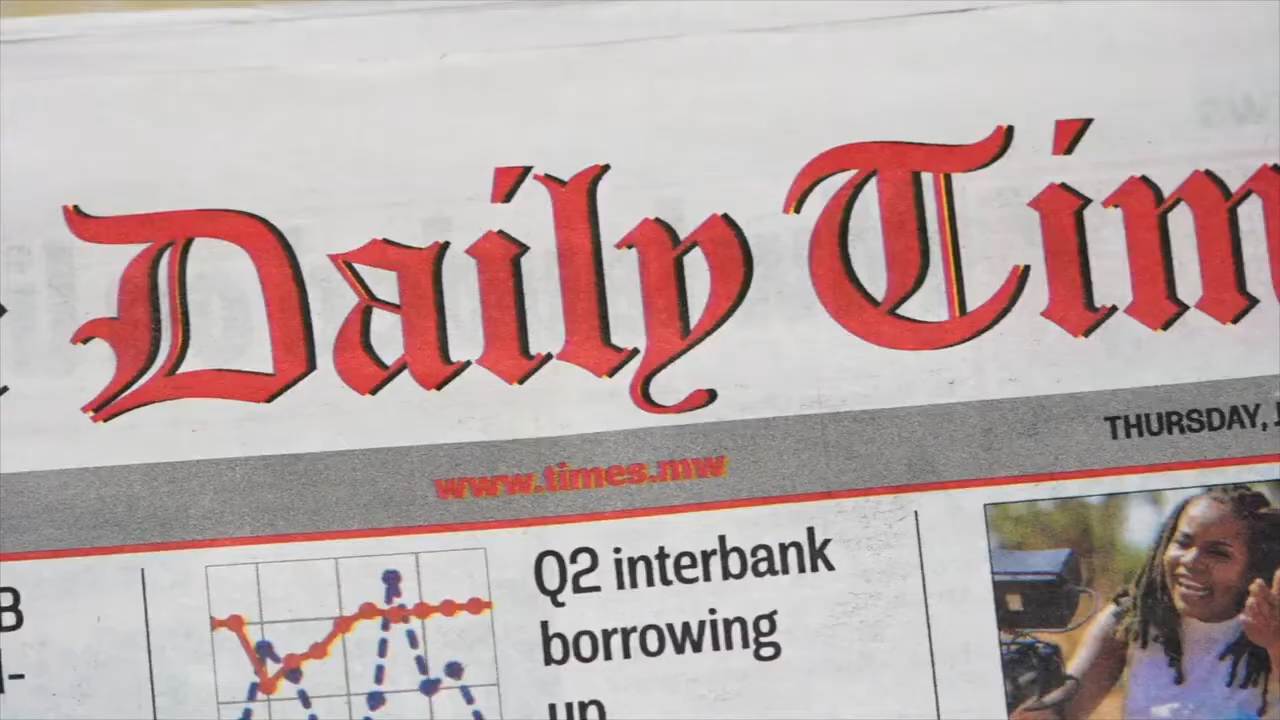 Daily Tim
www.times.mw
THURSDAY,
B
Q2 interbank
borrowing
up